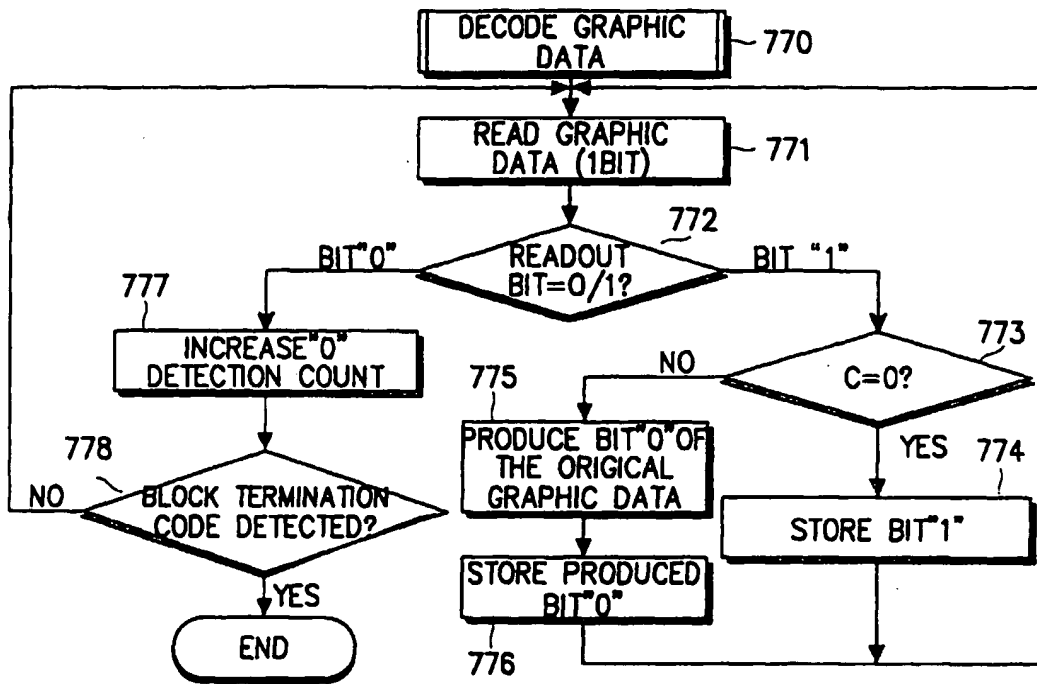 DECODE GRAPHIC
DATA
770
READ GRAPHIC
DATA (1BIT)
771
772
READOUT
BIT=0/1?
BIT"0"
BIT "1"
777
INCREASE"0"
DETECTION COUNT
773
C=0?
NO
YES
775
PRODUCE BIT"0"OF
THE ORIGICAL
GRAPHIC DATA
774
STORE BIT"1"
778
BLOCK TERMINATION
CODE DETECTED?
NO
YES
STORE PRODUCED
BIT"0"
776
END